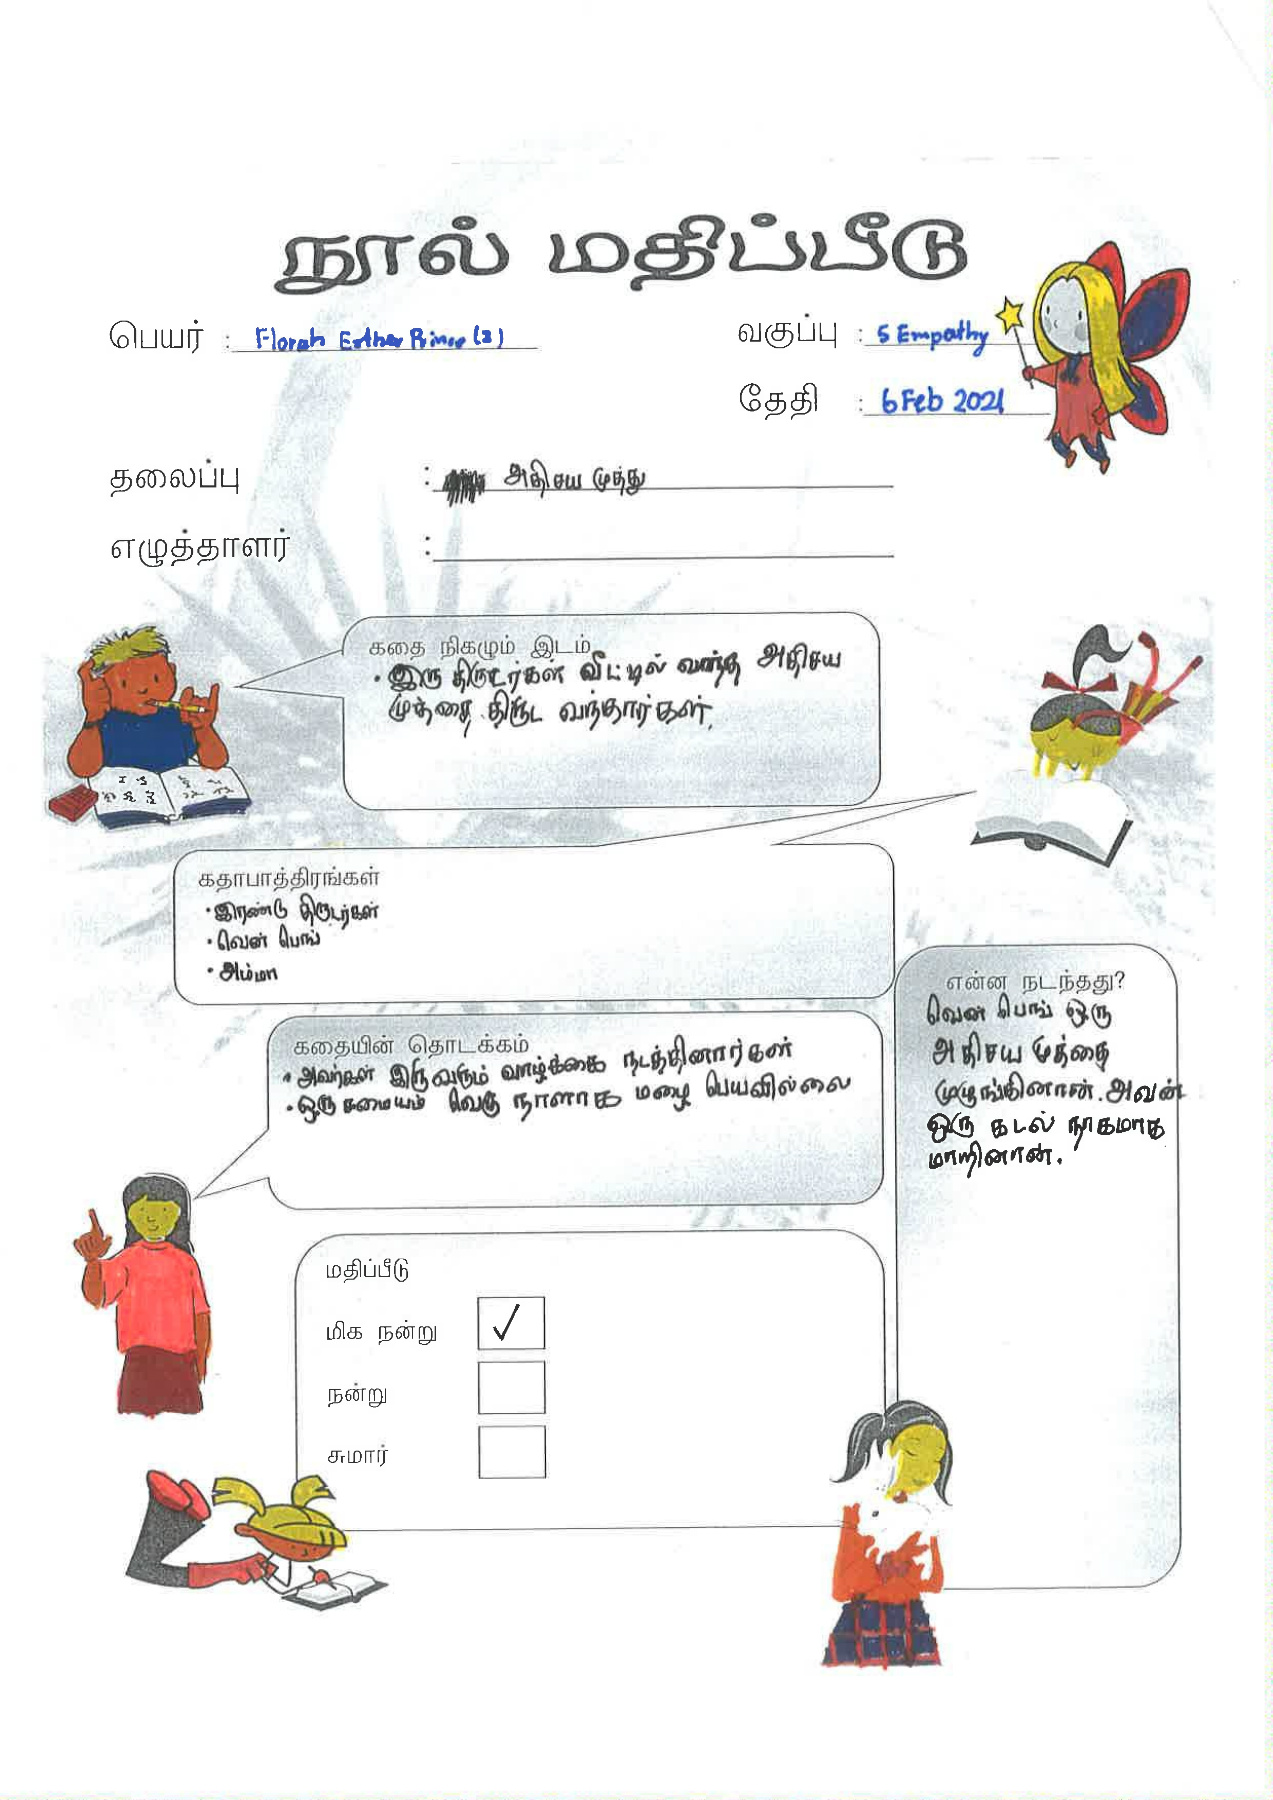 நூல் மதிப்பீடு
பெயர் : Florah Esther Prince (2)
வகுப்பு : 5 Empathy
தேதி : 6 Feb 2021
தலைப்பு : அதிசய முத்து
எழுத்தாளர் :
கதை நிகழும் இடம்
• இரு திருடர்கள் வீட்டில் வந்த அதிசய
முத்தை திருட வந்தார்கள்.
கதாபாத்திரங்கள்
• இரண்டு திருடர்கள்
• வென் பெங்
• அம்மா
என்ன நடந்தது?
வென் பெங் ஒரு
அதிசய முத்தை
முழுங்கினான். அவன்
ஒரு கடல் நாகமாக
மாறினான்.
கதையின் தொடக்கம்
• அவர்கள் இருவரும் வாழ்க்கை நடத்தினார்கள்
• ஒரு சமையம் வெகு நாளாக மழை பெயவில்லை
மதிப்பீடு
மிக நன்று ✓
நன்று
சுமார்